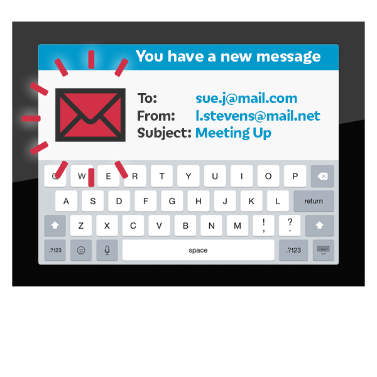 You have a new message
To: sue.j@mail.com
From: l.stevens@mail.net
Subject: Meeting Up
Q W E R T Y U I O P
A S D F G H J K L return
Z X C V B N M ! , ? .
.?123 space .?123